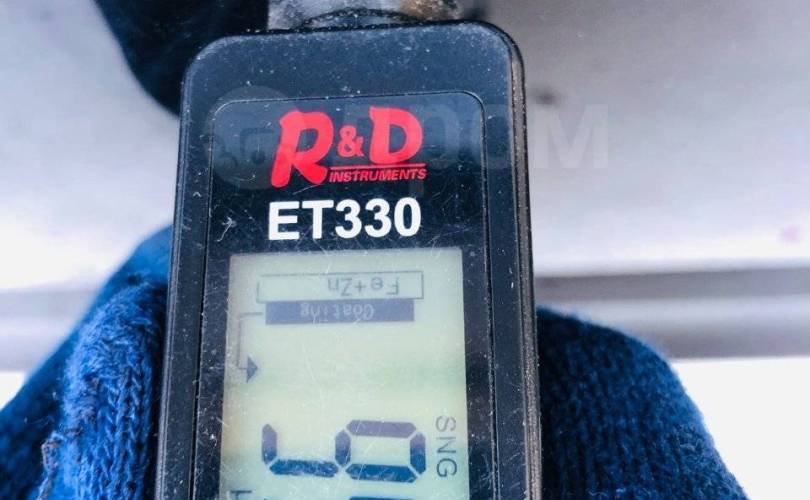 R&D
INSTRUMENTS
ET330
Fe+Zn
Coating
SNG